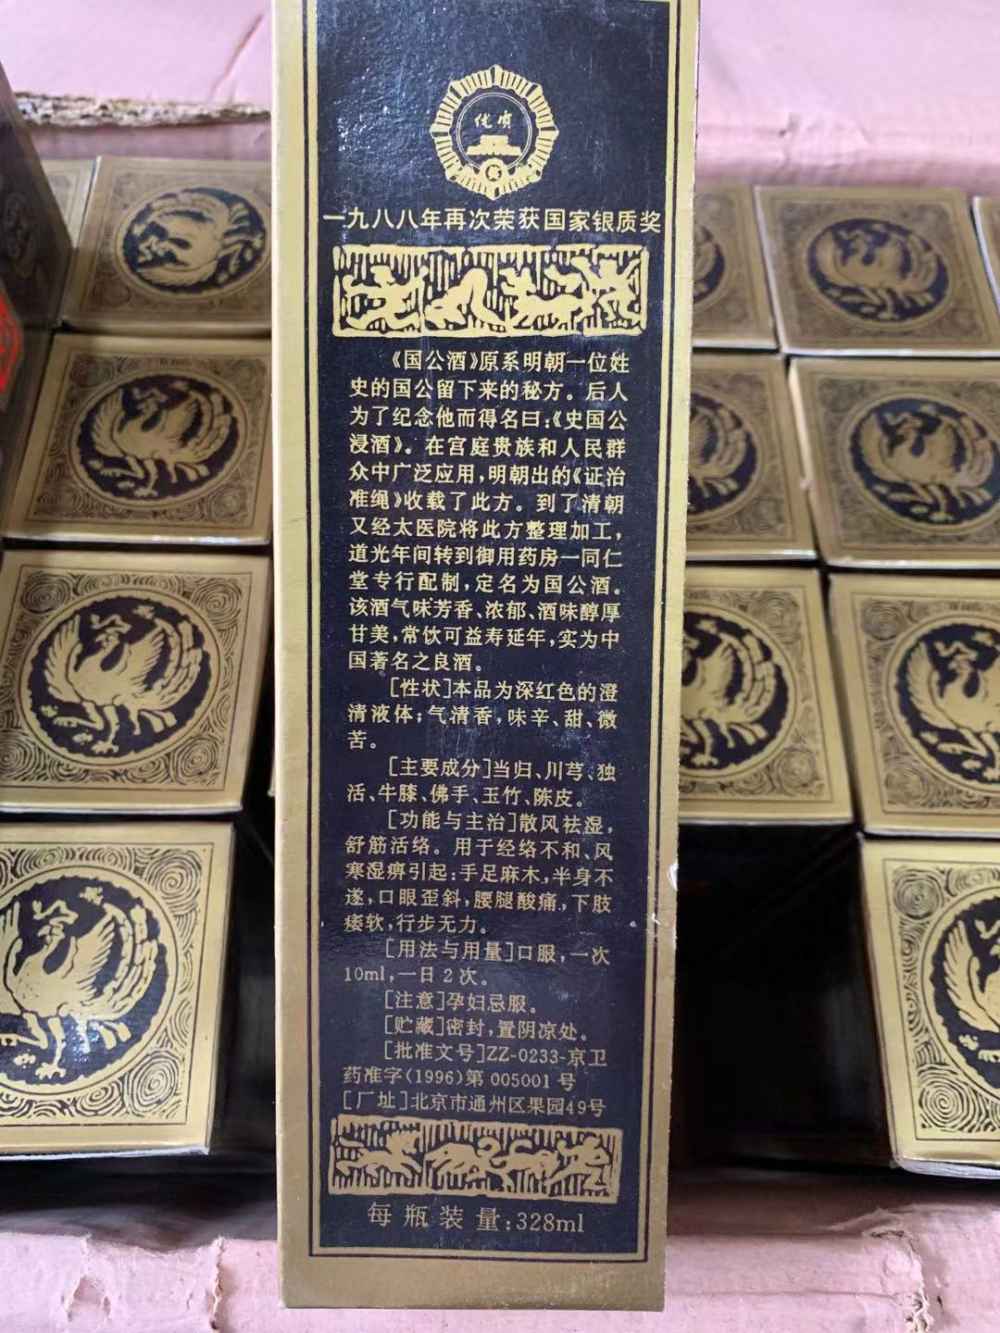 优
一九八八年再次荣获国家银质奖
《国公酒》原系明朝一位姓
史的国公留下来的秘方。后人
为了纪念他而得名曰:《史国公
浸酒》。在宫庭贵族和人民群
众中广泛应用,明朝出的《证治
准绳》收载了此方。到了清朝
又经太医院将此方整理加工,
道光年间转到御用药房一同仁
堂专行配制,定名为国公酒。
该酒气味芳香、浓郁、酒味醇厚
甘美,常饮可益寿延年,实为中
国著名之良酒。
[性状]本品为深红色的澄
清液体;气清香,味辛、甜、微
苦。
[主要成分]当归、川芎、独
活、牛膝、佛手、玉竹、陈皮。
[功能与主治]散风祛湿,
舒筋活络。用于经络不和、风
寒湿痹引起:手足麻木,半身不
遂,口眼歪斜,腰腿酸痛,下肢
痿软,行步无力。
[用法与用量]口服,一次
10ml,一日2次。
[注意]孕妇忌服。
[贮藏]密封,置阴凉处。
[批准文号]ZZ-0233-京卫
药准字(1996)第005001号
[厂址]北京市通州区果园49号
每瓶装量:328ml